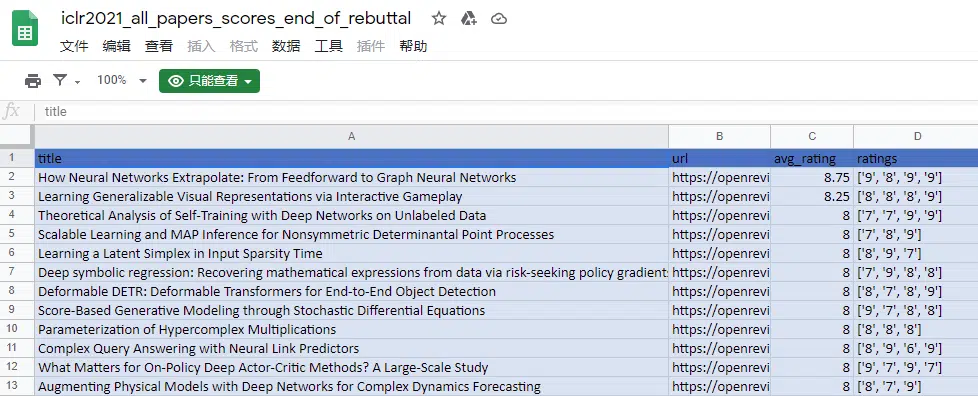 iclr2021_all_papers_scores_end_of_rebuttal
文件 编辑 查看 插入 格式 数据 工具 插件 帮助
100% 只能查看
fx title
A B C D
1 title url avg_rating ratings
2 How Neural Networks Extrapolate: From Feedforward to Graph Neural Networks https://openrevi 8.75 ['9', '8', '9', '9']
3 Learning Generalizable Visual Representations via Interactive Gameplay https://openrevi 8.25 ['8', '8', '8', '9']
4 Theoretical Analysis of Self-Training with Deep Networks on Unlabeled Data https://openrevi 8 ['7', '7', '9', '9']
5 Scalable Learning and MAP Inference for Nonsymmetric Determinantal Point Processes https://openrevi 8 ['7', '8', '9']
6 Learning a Latent Simplex in Input Sparsity Time https://openrevi 8 ['8', '9', '7']
7 Deep symbolic regression: Recovering mathematical expressions from data via risk-seeking policy gradients https://openrevi 8 ['7', '9', '8', '8']
8 Deformable DETR: Deformable Transformers for End-to-End Object Detection https://openrevi 8 ['8', '7', '8', '9']
9 Score-Based Generative Modeling through Stochastic Differential Equations https://openrevi 8 ['9', '7', '8', '8']
10 Parameterization of Hypercomplex Multiplications https://openrevi 8 ['8', '8', '8']
11 Complex Query Answering with Neural Link Predictors https://openrevi 8 ['8', '9', '6', '9']
12 What Matters for On-Policy Deep Actor-Critic Methods? A Large-Scale Study https://openrevi 8 ['9', '7', '9', '7']
13 Augmenting Physical Models with Deep Networks for Complex Dynamics Forecasting https://openrevi 8 ['8', '7', '9']